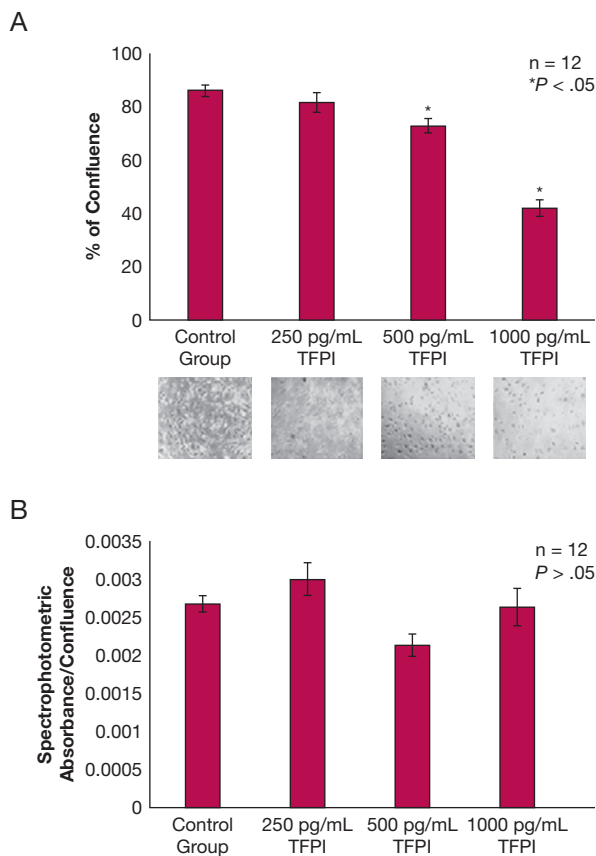 A
100
80
60
40
20
0
% of Confluence
n = 12
*P < .05
*
*
Control
Group
250 pg/mL
TFPI
500 pg/mL
TFPI
1000 pg/mL
TFPI
B
0.0035
0.003
0.0025
0.002
0.0015
0.001
0.0005
0
Spectrophotometric
Absorbance/Confluence
n = 12
P > .05
Control
Group
250 pg/mL
TFPI
500 pg/mL
TFPI
1000 pg/mL
TFPI